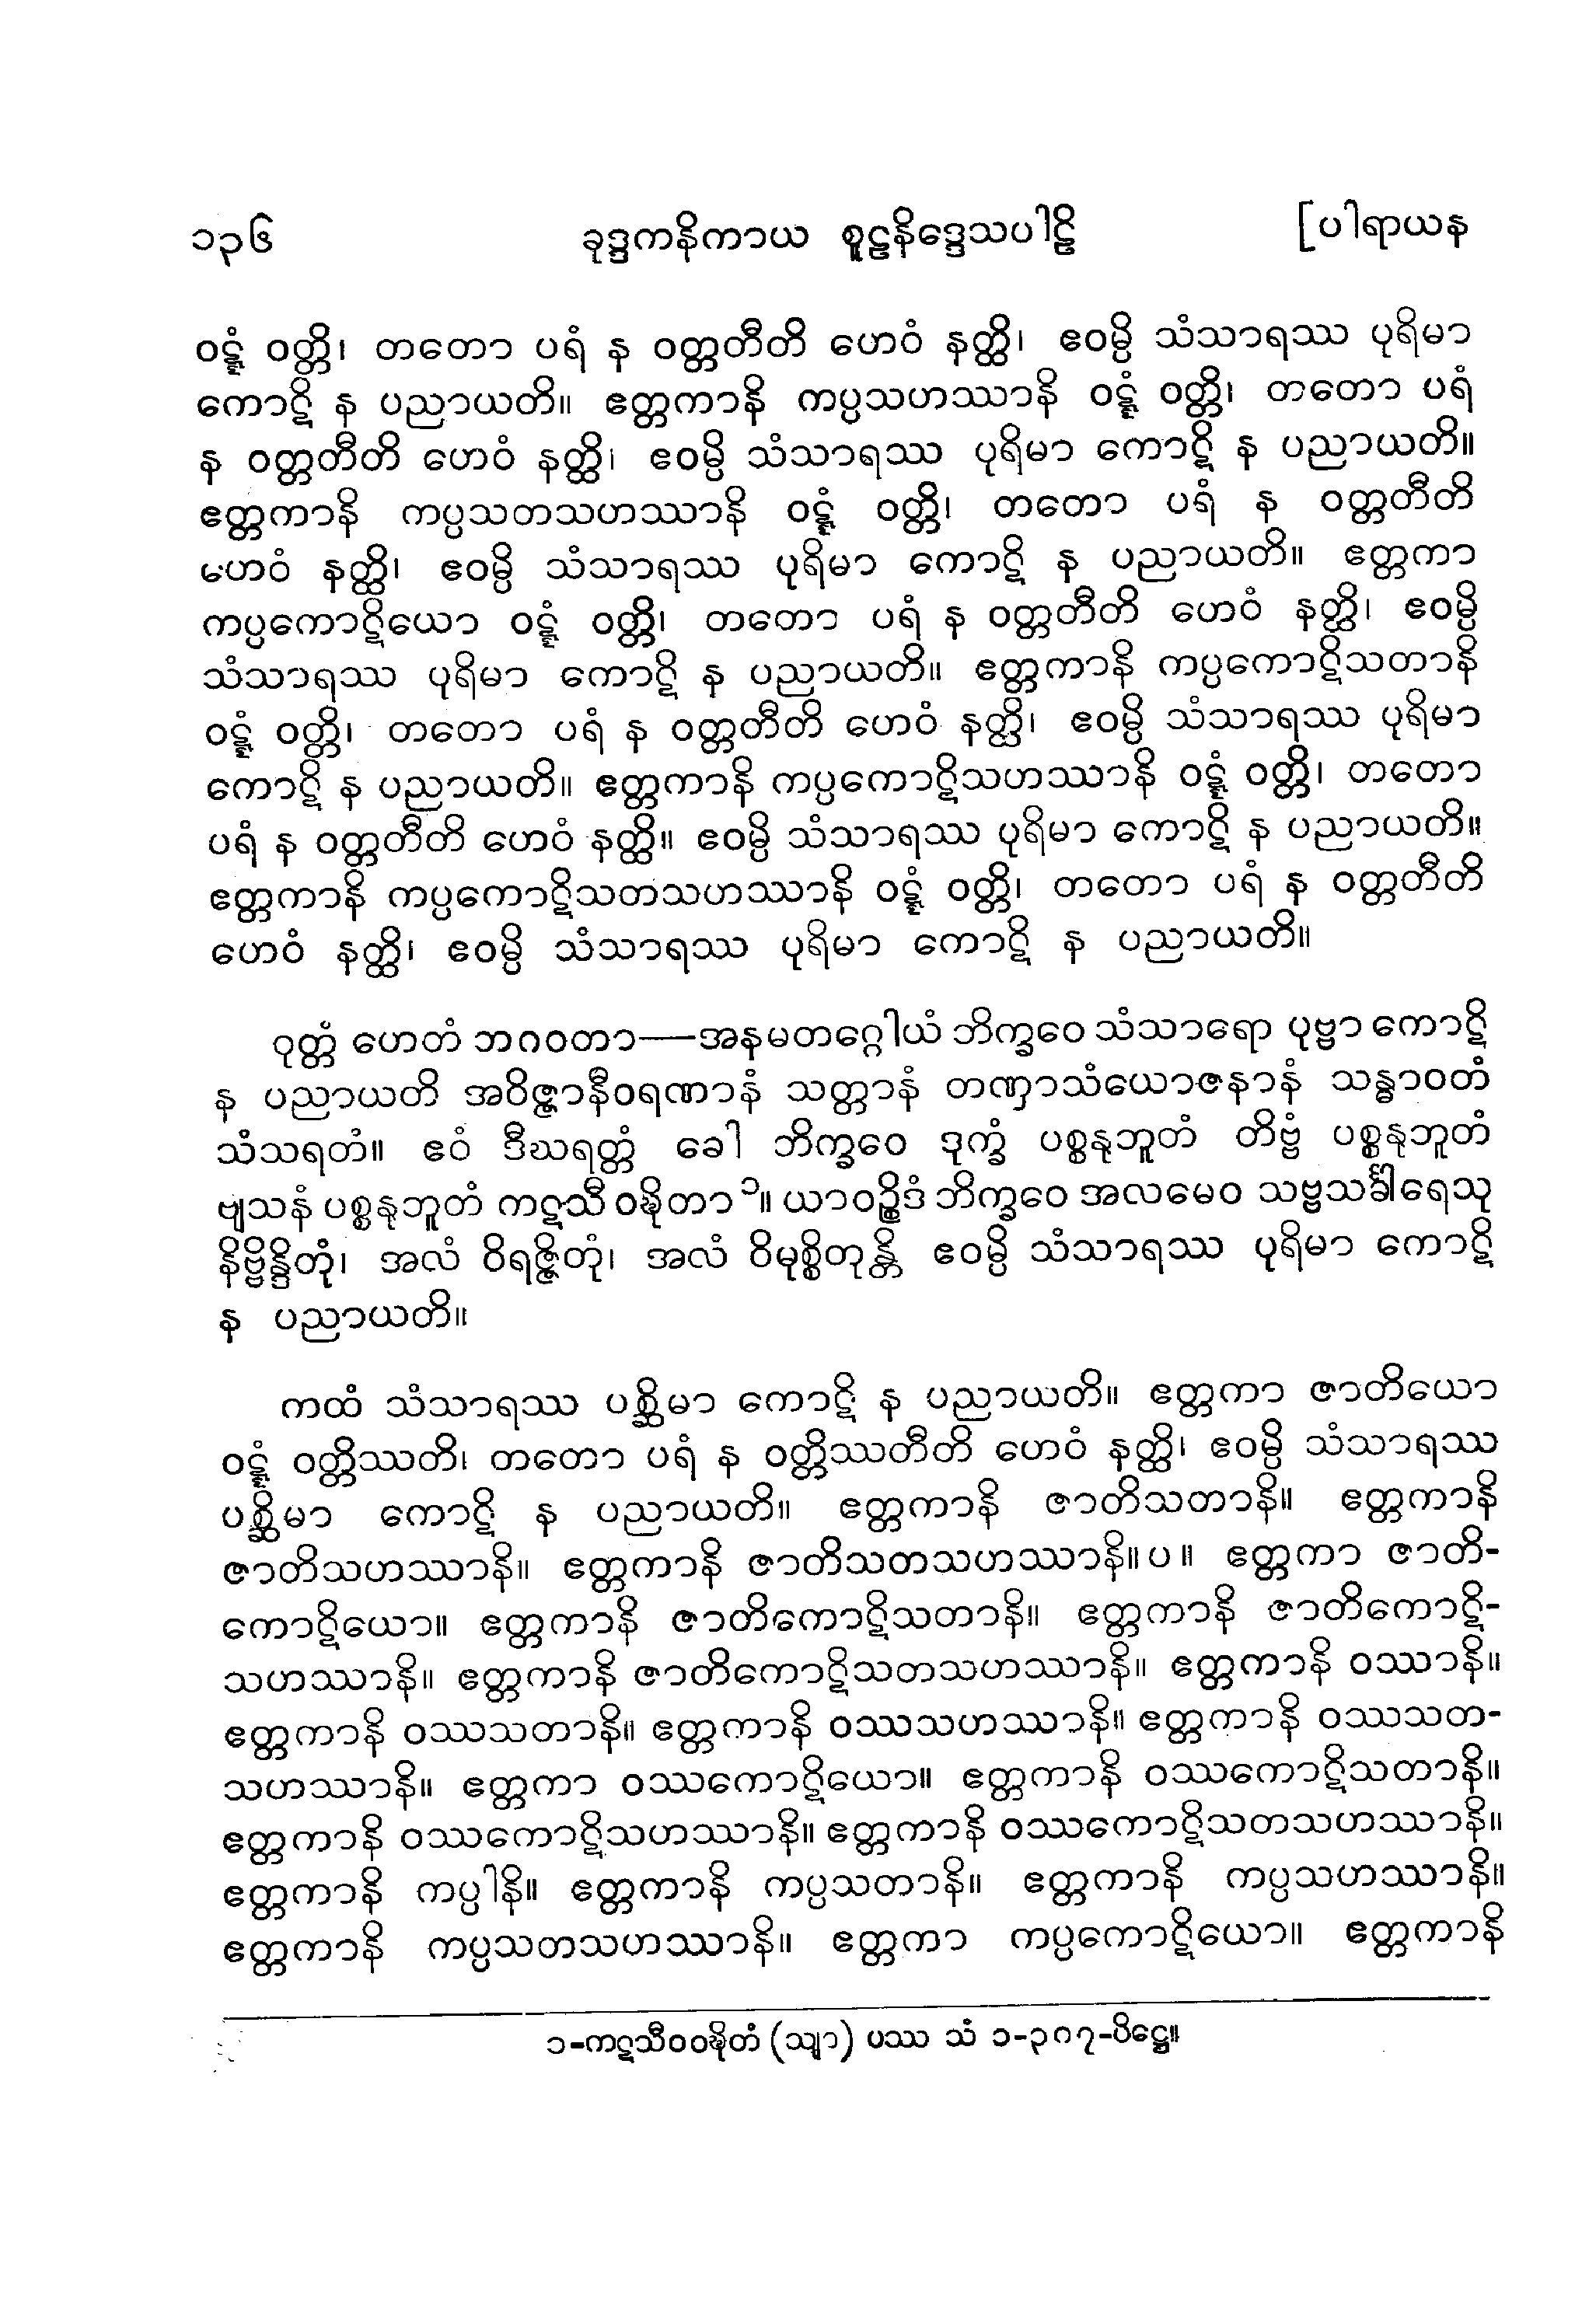 ၁၃၆ ခုဒ္ဒကနိကာယ စူဠနိဒ္ဒေသပါဠိ [ပါရာယန
ဝဋ္ဋံ ဝတ္တိ၊ တတော ပရံ န ဝတ္တတီတိ ဟေဝံ နတ္ထိ၊ ဧဝမ္ပိ သံသာရဿ ပုရိမာ
ကောဋိ န ပညာယတိ။ ဧတ္တကာနိ ကပ္ပသဟဿာနိ ဝဋ္ဋံ ဝတ္တိ၊ တတော ပရံ
န ဝတ္တတီတိ ဟေဝံ နတ္ထိ၊ ဧဝမ္ပိ သံသာရဿ ပုရိမာ ကောဋိ န ပညာယတိ။
ဧတ္တကာနိ ကပ္ပသတသဟဿာနိ ဝဋ္ဋံ ဝတ္တိ၊ တတော ပရံ န ဝတ္တတီတိ
ဟေဝံ နတ္ထိ၊ ဧဝမ္ပိ သံသာရဿ ပုရိမာ ကောဋိ န ပညာယတိ။ ဧတ္တကာ
ကပ္ပကောဋိယော ဝဋ္ဋံ ဝတ္တိ၊ တတော ပရံ န ဝတ္တတီတိ ဟေဝံ နတ္ထိ၊ ဧဝမ္ပိ
သံသာရဿ ပုရိမာ ကောဋိ န ပညာယတိ။ ဧတ္တကာနိ ကပ္ပကောဋိသတာနိ
ဝဋ္ဋံ ဝတ္တိ၊ တတော ပရံ န ဝတ္တတီတိ ဟေဝံ နတ္ထိ၊ ဧဝမ္ပိ သံသာရဿ ပုရိမာ
ကောဋိ န ပညာယတိ။ ဧတ္တကာနိ ကပ္ပကောဋိသဟဿာနိ ဝဋ္ဋံ ဝတ္တိ၊ တတော
ပရံ န ဝတ္တတီတိ ဟေဝံ နတ္ထိ။ ဧဝမ္ပိ သံသာရဿ ပုရိမာ ကောဋိ န ပညာယတိ။
ဧတ္တကာနိ ကပ္ပကောဋိသတသဟဿာနိ ဝဋ္ဋံ ဝတ္တိ၊ တတော ပရံ န ဝတ္တတီတိ
ဟေဝံ နတ္ထိ၊ ဧဝမ္ပိ သံသာရဿ ပုရိမာ ကောဋိ န ပညာယတိ။
ဝုတ္တံ ဟေတံ ဘဂဝတာ—အနမတဂ္ဂေါယံ ဘိက္ခဝေ သံသာရော ပုဗ္ဗာ ကောဋိ
န ပညာယတိ အဝိဇ္ဇာနီဝရဏာနံ သတ္တာနံ တဏှာသံယောဇနာနံ သန္ဓာဝတံ
သံသရတံ။ ဧဝံ ဒီဃရတ္တံ ခေါ ဘိက္ခဝေ ဒုက္ခံ ပစ္စနုဘူတံ တိဗ္ဗံ ပစ္စနုဘူတံ
ဗျသနံ ပစ္စနုဘူတံ ကဋသီ ဝဍ္ဎိတာ ၁။ ယာဝဉ္စိဒံ ဘိက္ခဝေ အလမေဝ သဗ္ဗသင်္ခါရေသု
နိဗ္ဗိန္ဒိတုံ၊ အလံ ဝိရဇ္ဇိတုံ၊ အလံ ဝိမုစ္စိတုန္တိ ဧဝမ္ပိ သံသာရဿ ပုရိမာ ကောဋိ
န ပညာယတိ။
ကထံ သံသာရဿ ပစ္ဆိမာ ကောဋိ န ပညာယတိ။ ဧတ္တကာ ဇာတိယော
ဝဋ္ဋံ ဝတ္တိဿတိ၊ တတော ပရံ န ဝတ္တိဿတီတိ ဟေဝံ နတ္ထိ၊ ဧဝမ္ပိ သံသာရဿ
ပစ္ဆိမာ ကောဋိ န ပညာယတိ။ ဧတ္တကာနိ ဇာတိသတာနိ။ ဧတ္တကာနိ
ဇာတိသဟဿာနိ။ ဧတ္တကာနိ ဇာတိသတသဟဿာနိ။ပ။ ဧတ္တကာ ဇာတိ-
ကောဋိယော။ ဧတ္တကာနိ ဇာတိကောဋိသတာနိ။ ဧတ္တကာနိ ဇာတိကောဋိ-
သဟဿာနိ။ ဧတ္တကာနိ ဇာတိကောဋိသတသဟဿာနိ။ ဧတ္တကာနိ ဝဿာနိ။
ဧတ္တကာနိ ဝဿသတာနိ။ ဧတ္တကာနိ ဝဿသဟဿာနိ။ ဧတ္တကာနိ ဝဿသတ-
သဟဿာနိ။ ဧတ္တကာ ဝဿကောဋိယော။ ဧတ္တကာနိ ဝဿကောဋိသတာနိ။
ဧတ္တကာနိ ဝဿကောဋိသဟဿာနိ။ ဧတ္တကာနိ ဝဿကောဋိသတသဟဿာနိ။
ဧတ္တကာနိ ကပ္ပါနိ။ ဧတ္တကာနိ ကပ္ပသတာနိ။ ဧတ္တကာနိ ကပ္ပသဟဿာနိ။
ဧတ္တကာနိ ကပ္ပသတသဟဿာနိ။ ဧတ္တကာ ကပ္ပကောဋိယော။ ဧတ္တကာနိ
၁-ကဋသီဝဝဍ္ဎိတံ (သျာ) ပဿ သံ ၁-၃၈၇-ပိဋ္ဌေ။